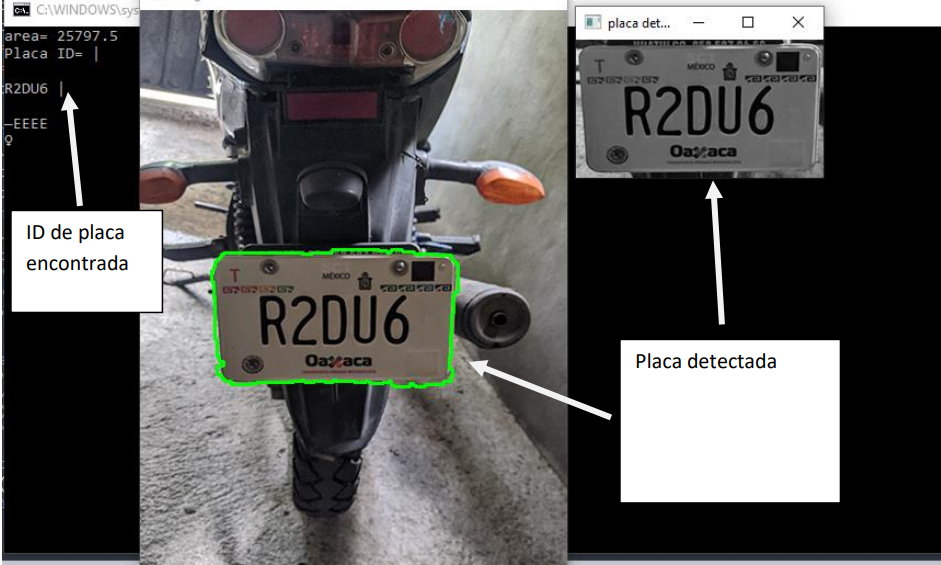 C:\WINDOWS\sys
area= 25797.5
Placa ID= |
R2DU6 |
—EEEE
♀
ID de placa
encontrada
T
MÉXICO
R2DU6
Oaxaca
placa det...
T
MÉXICO
R2DU6
Oaxaca
Placa detectada